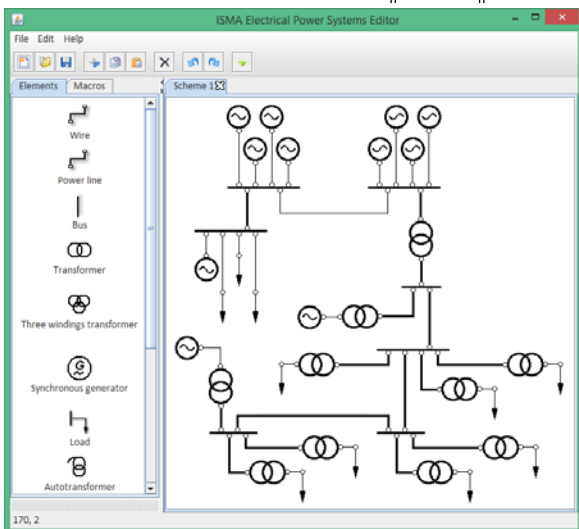 ISMA Electrical Power Systems Editor
File Edit Help
Elements Macros
Scheme 1
Wire
Power line
Bus
Transformer
Three windings transformer
G
Synchronous generator
Load
Autotransformer
170, 2